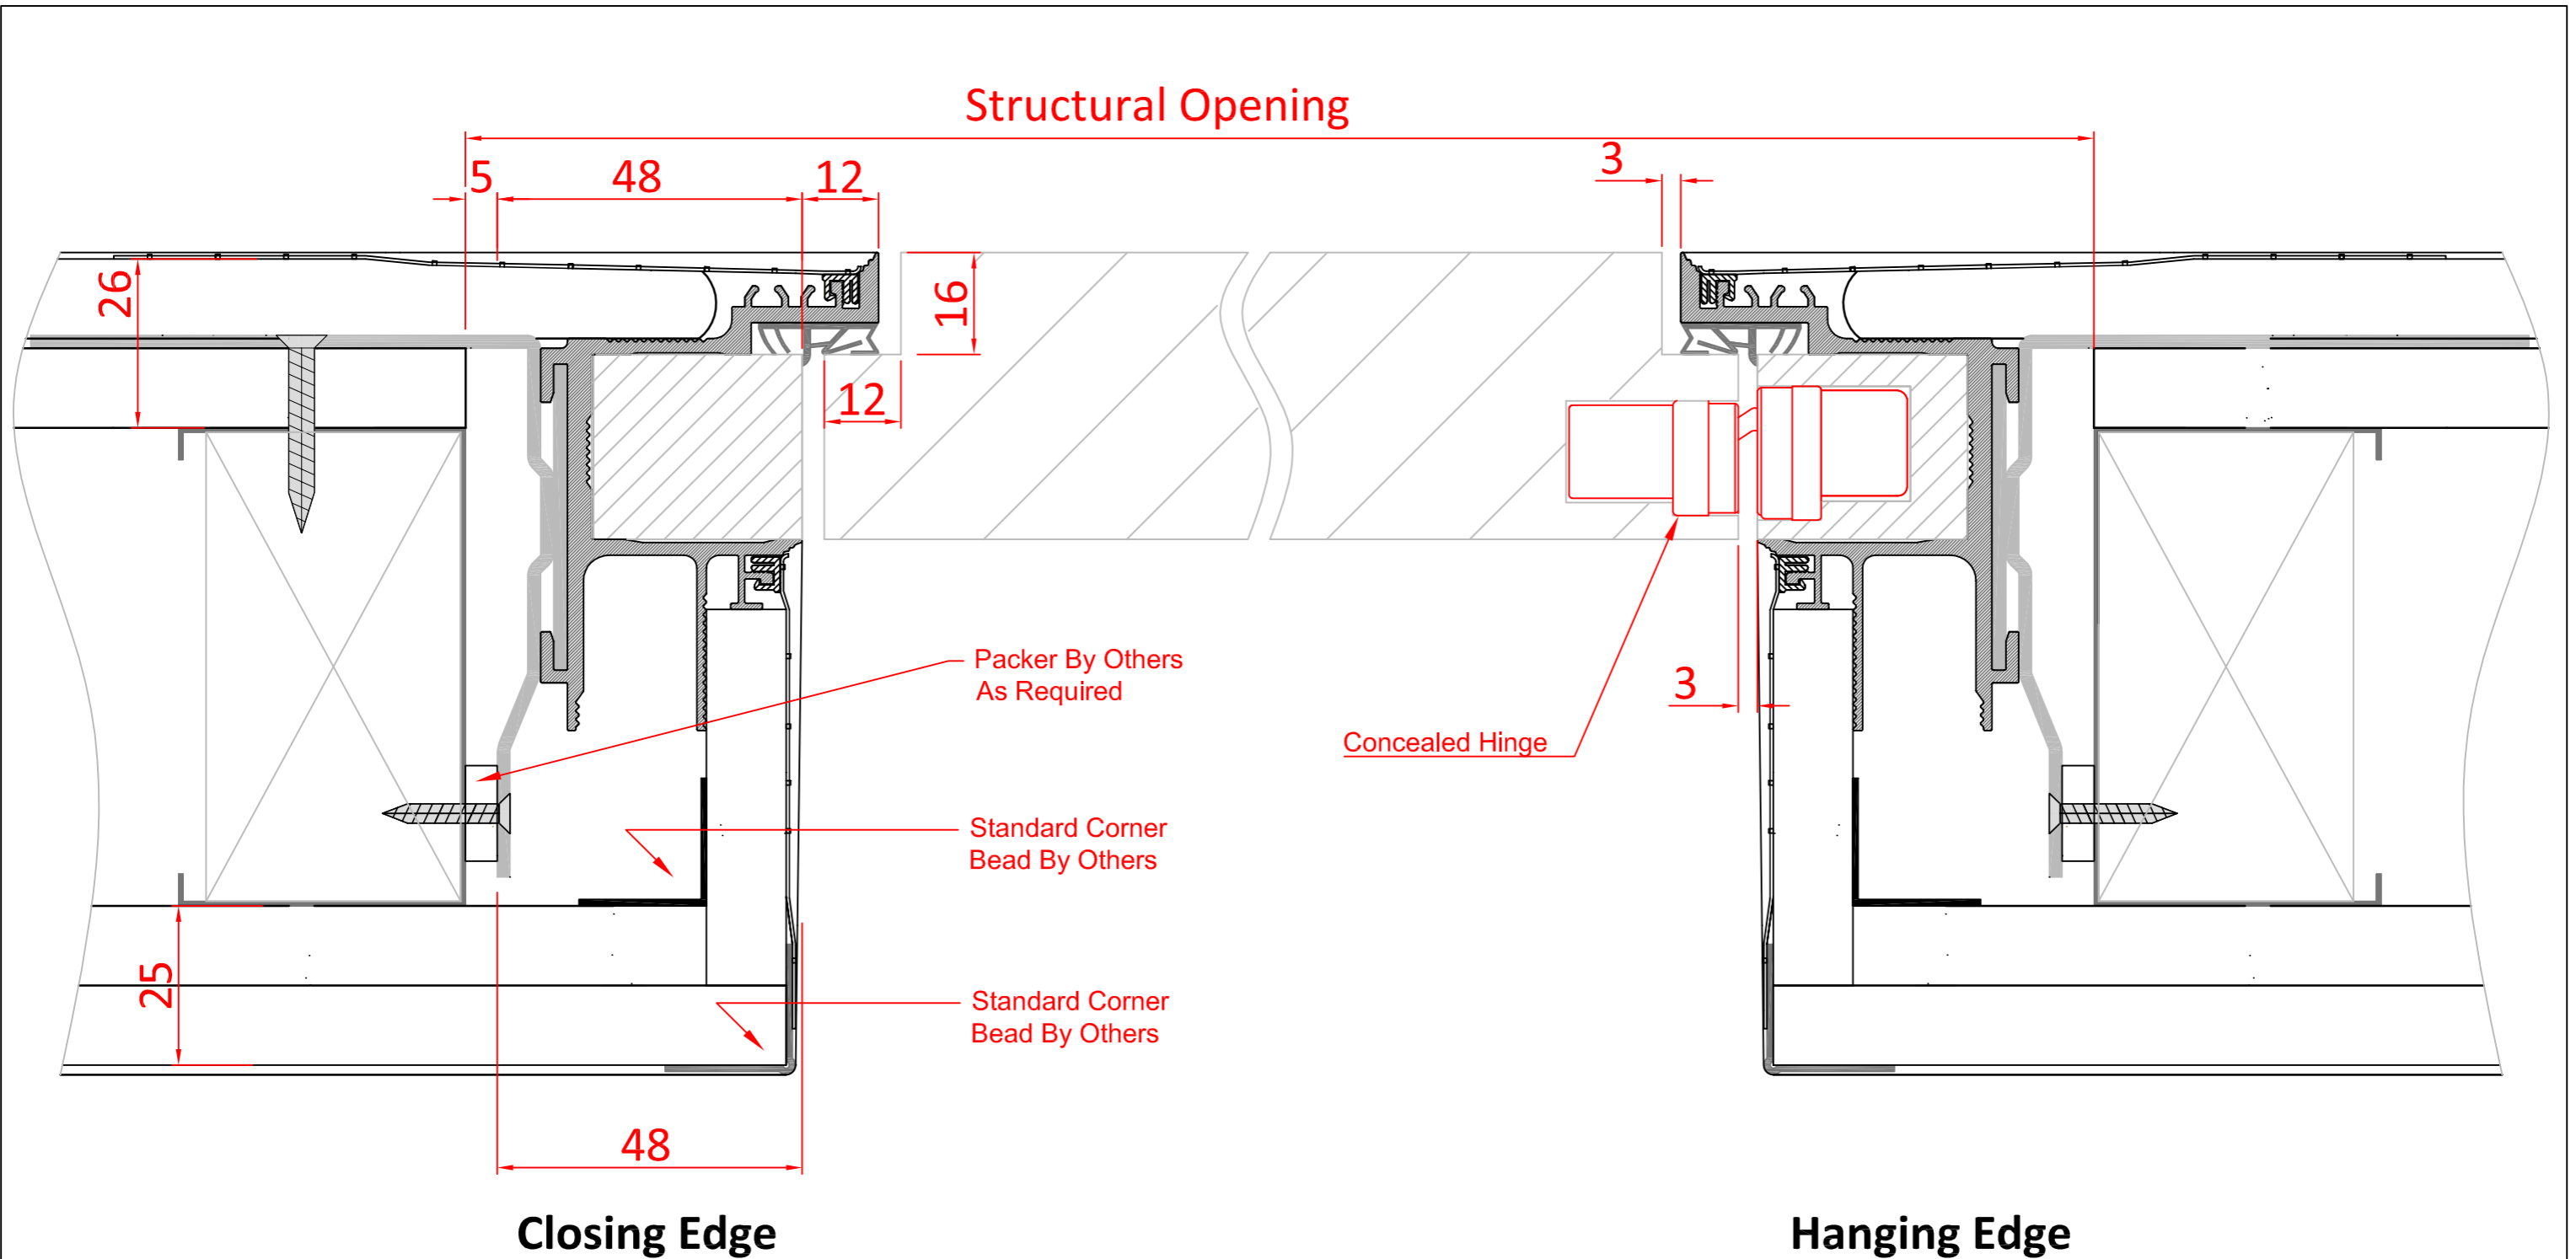 Structural Opening
5
48
12
3
26
16
12
Packer By Others
As Required
3
Concealed Hinge
Standard Corner
Bead By Others
25
Standard Corner
Bead By Others
48
Closing Edge
Hanging Edge